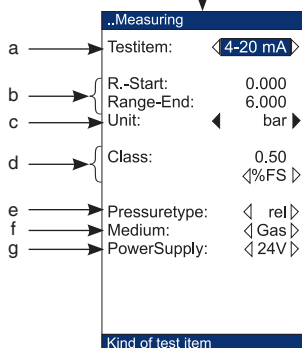 ..Measuring
a Testitem: 4-20 mA
b R.-Start: 0.000
Range-End: 6.000
c Unit: bar
d Class: 0.50
%FS
e Pressuretype: rel
f Medium: Gas
g PowerSupply: 24V
Kind of test item